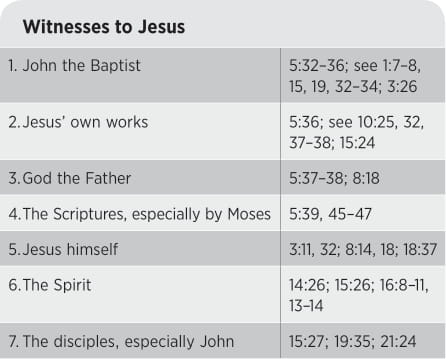 Witnesses to Jesus
1. John the Baptist
5:32–36; see 1:7–8,
15, 19, 32–34; 3:26
2. Jesus’ own works
5:36; see 10:25, 32,
37–38; 15:24
3. God the Father
5:37–38; 8:18
4. The Scriptures, especially by Moses
5:39, 45–47
5. Jesus himself
3:11, 32; 8:14, 18; 18:37
6. The Spirit
14:26; 15:26; 16:8–11,
13–14
7. The disciples, especially John
15:27; 19:35; 21:24